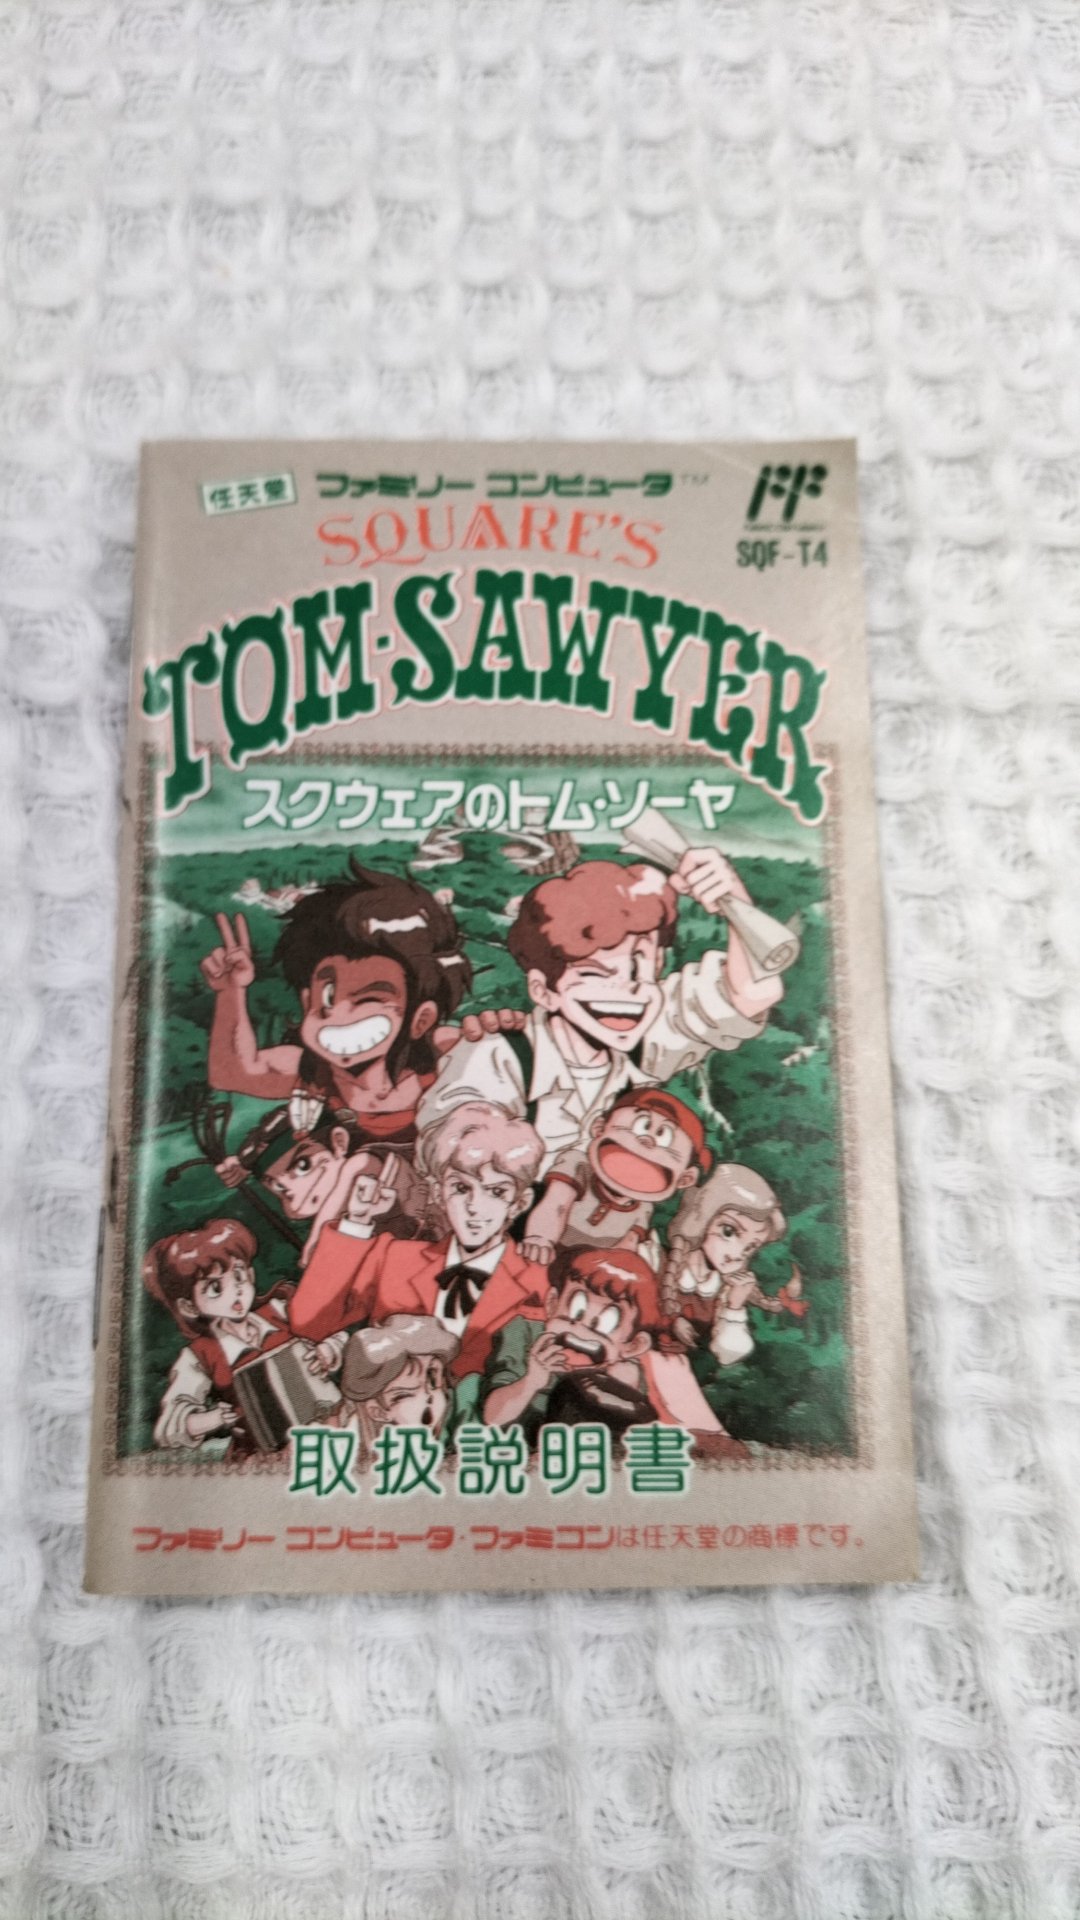 任天堂 ファミリー コンピュータ™
SQUARE'S
SQF-T4
TOM・SAWYER
スクウェアのトム・ソーヤ
取扱説明書
ファミリー コンピュータ・ファミコンは任天堂の商標です。